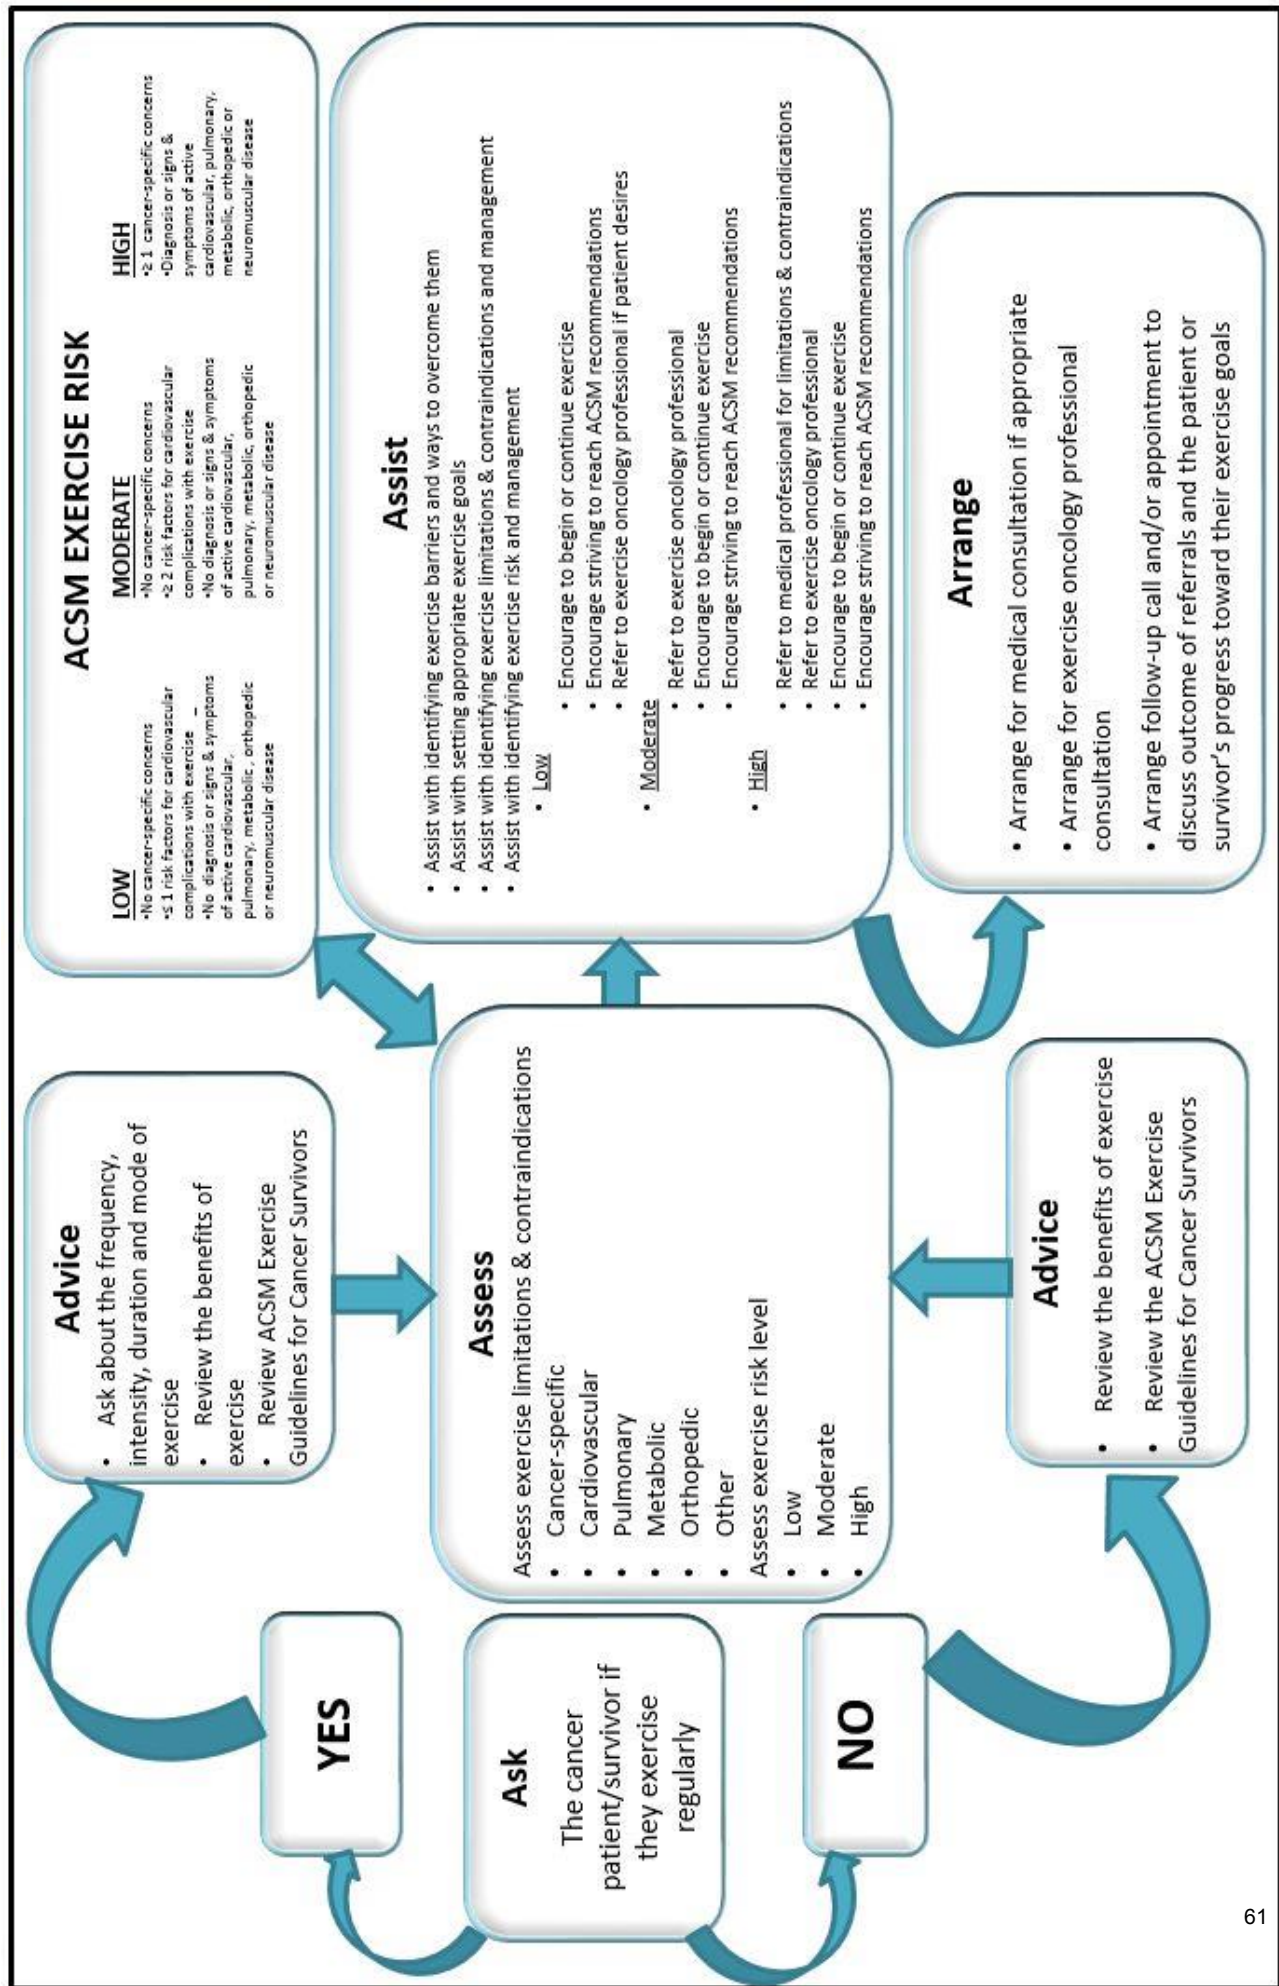 Ask
The cancer
patient/survivor if
they exercise
regularly
YES
NO
Advice
• Ask about the frequency,
intensity, duration and mode of
exercise
• Review the benefits of
exercise
• Review ACSM Exercise
Guidelines for Cancer Survivors
Advice
• Review the benefits of exercise
• Review the ACSM Exercise
Guidelines for Cancer Survivors
Assess
Assess exercise limitations & contraindications
• Cancer-specific
• Cardiovascular
• Pulmonary
• Metabolic
• Orthopedic
• Other
Assess exercise risk level
• Low
• Moderate
• High
ACSM EXERCISE RISK
LOW
•No cancer-specific concerns
•≤ 1 risk factors for cardiovascular
complications with exercise _
•No diagnosis or signs & symptoms
of active cardiovascular,
pulmonary, metabolic, orthopedic
or neuromuscular disease
MODERATE
•No cancer-specific concerns
•≥ 2 risk factors for cardiovascular
complications with exercise
•No diagnosis or signs & symptoms
of active cardiovascular,
pulmonary, metabolic, orthopedic
or neuromuscular disease
HIGH
•≥ 1 cancer-specific concerns
•Diagnosis or signs &
symptoms of active
cardiovascular, pulmonary,
metabolic, orthopedic or
neuromuscular disease
Assist
• Assist with identifying exercise barriers and ways to overcome them
• Assist with setting appropriate exercise goals
• Assist with identifying exercise limitations & contraindications and management
• Assist with identifying exercise risk and management
• Low
• Encourage to begin or continue exercise
• Encourage striving to reach ACSM recommendations
• Refer to exercise oncology professional if patient desires
• Moderate
• Refer to exercise oncology professional
• Encourage to begin or continue exercise
• Encourage striving to reach ACSM recommendations
• High
• Refer to medical professional for limitations & contraindications
• Refer to exercise oncology professional
• Encourage to begin or continue exercise
• Encourage striving to reach ACSM recommendations
Arrange
• Arrange for medical consultation if appropriate
• Arrange for exercise oncology professional
consultation
• Arrange follow-up call and/or appointment to
discuss outcome of referrals and the patient or
survivor's progress toward their exercise goals
61